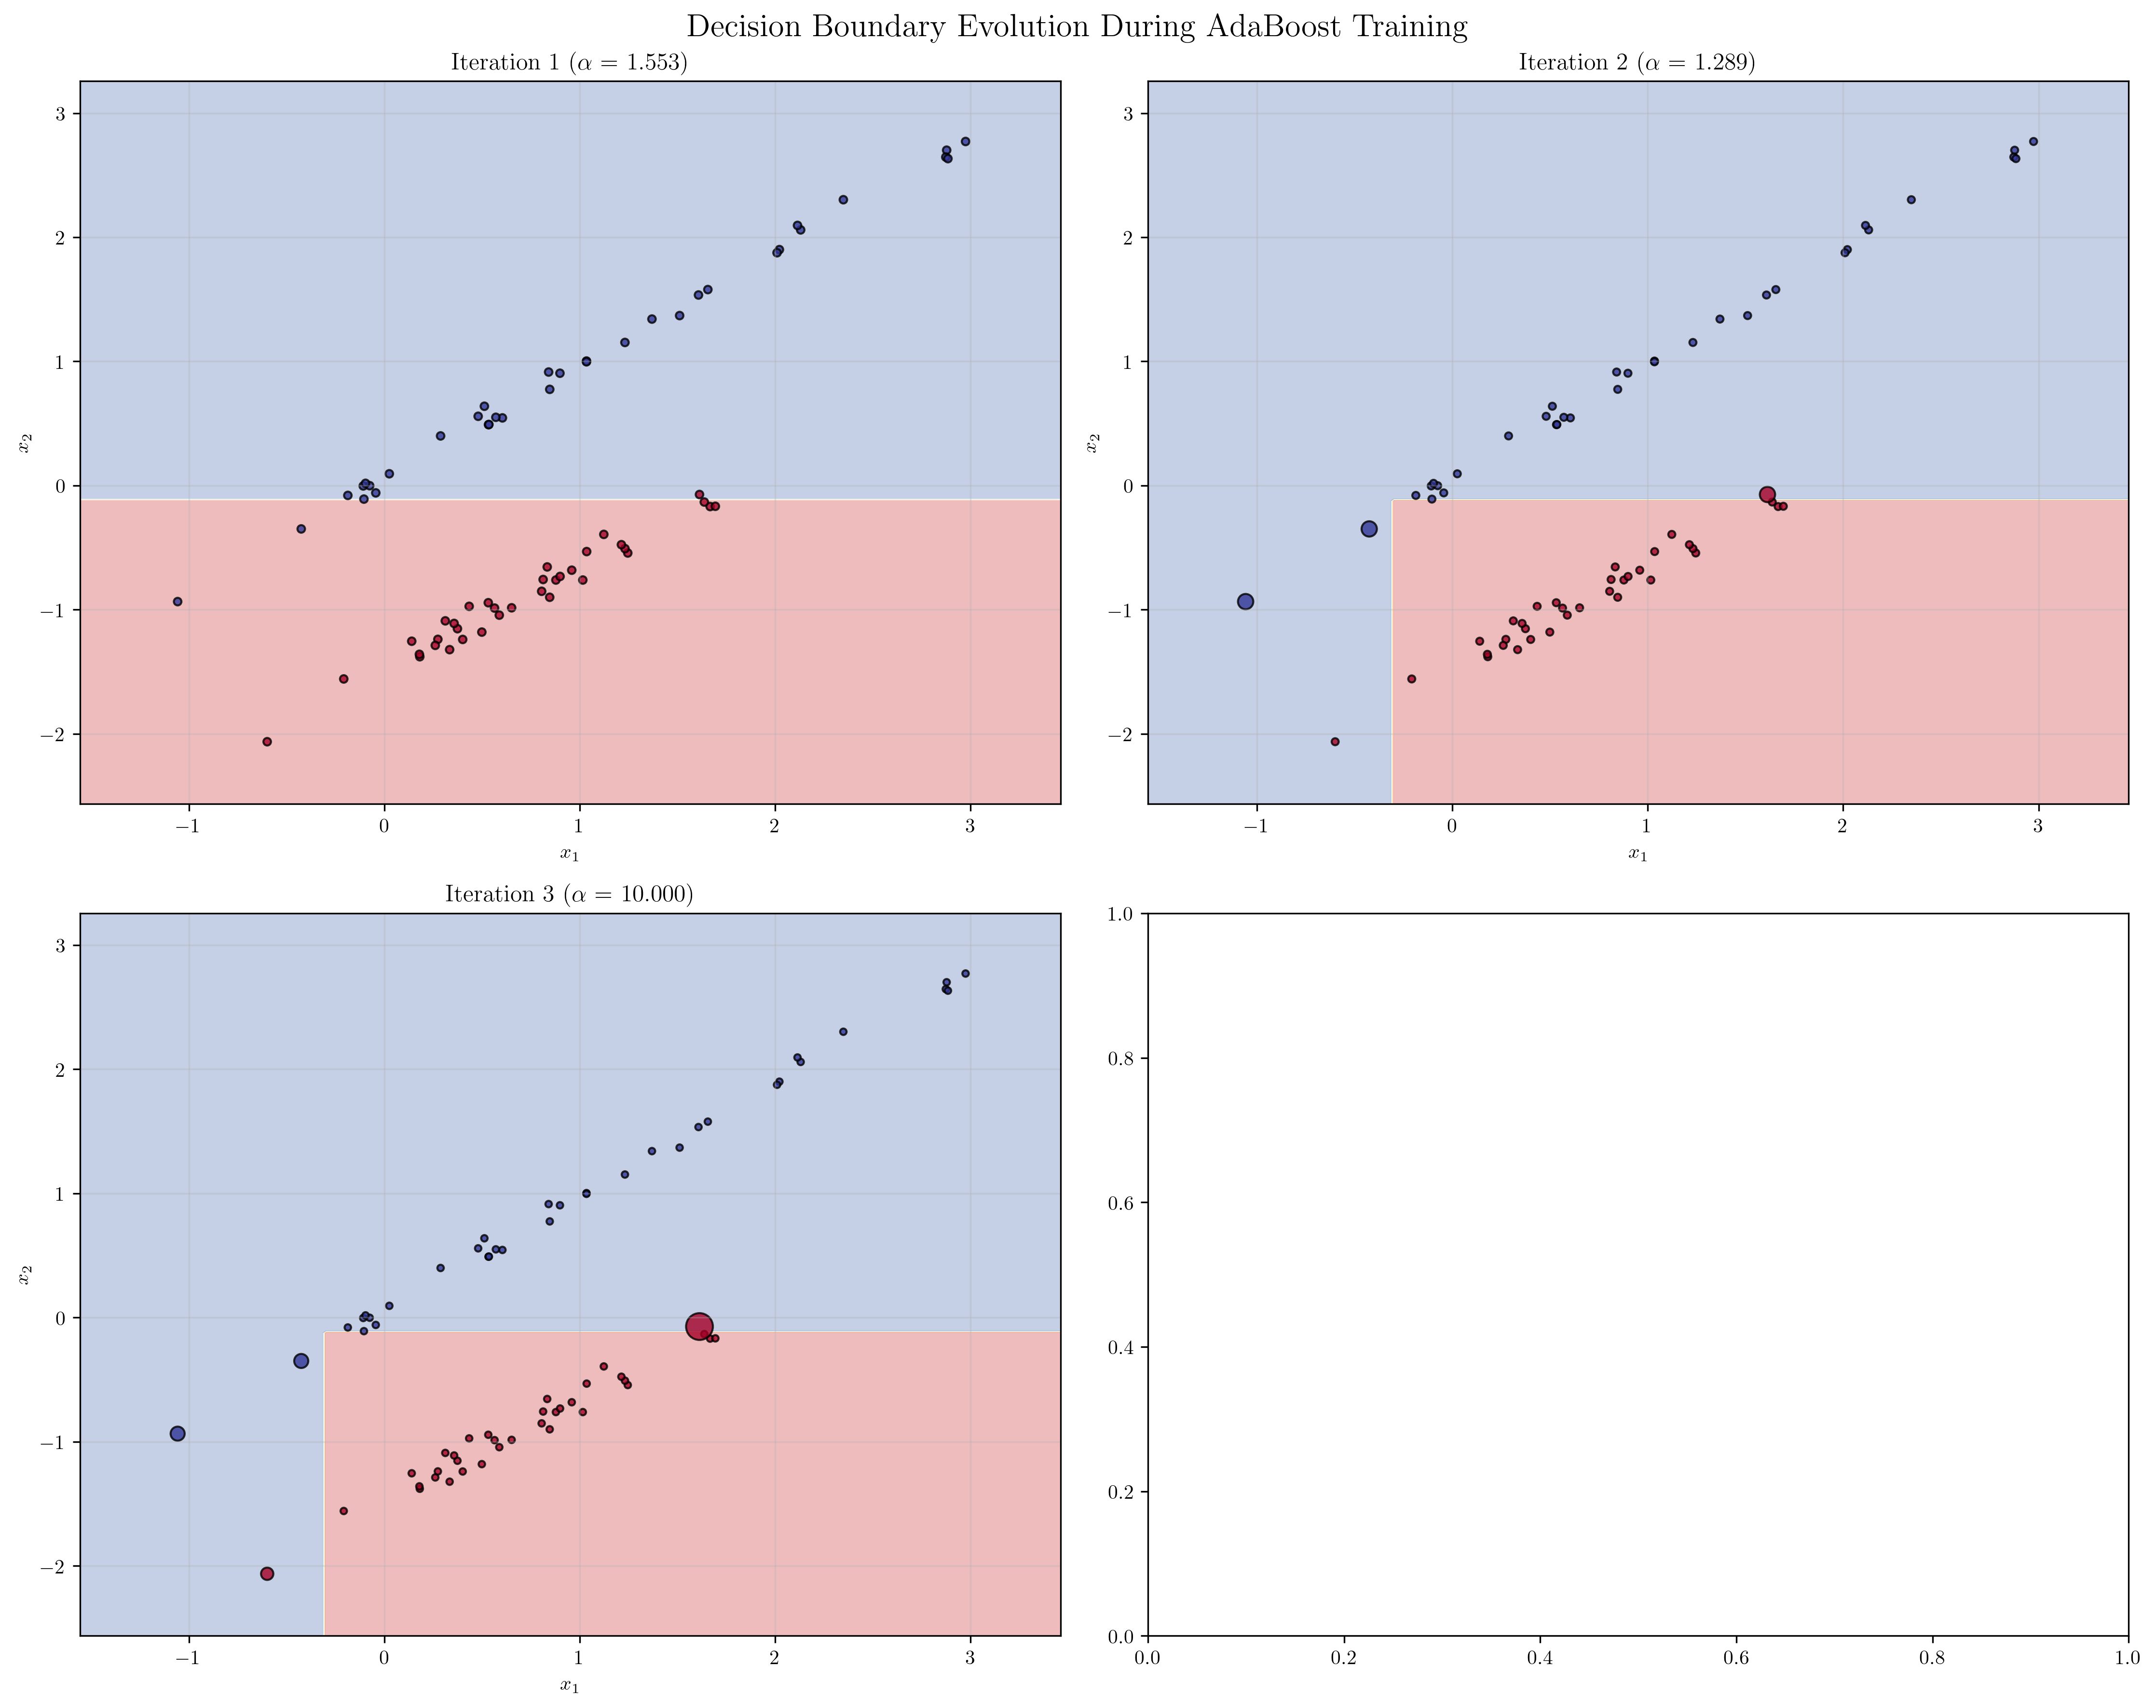 Decision Boundary Evolution During AdaBoost Training
Iteration 1 (α = 1.553)
3
2
1
0
−1
−2
x₂
−1 0 1 2 3
x₁
Iteration 2 (α = 1.289)
3
2
1
0
−1
−2
x₂
−1 0 1 2 3
x₁
Iteration 3 (α = 10.000)
3
2
1
0
−1
−2
x₂
−1 0 1 2 3
x₁
1.0
0.8
0.6
0.4
0.2
0.0
0.0 0.2 0.4 0.6 0.8 1.0